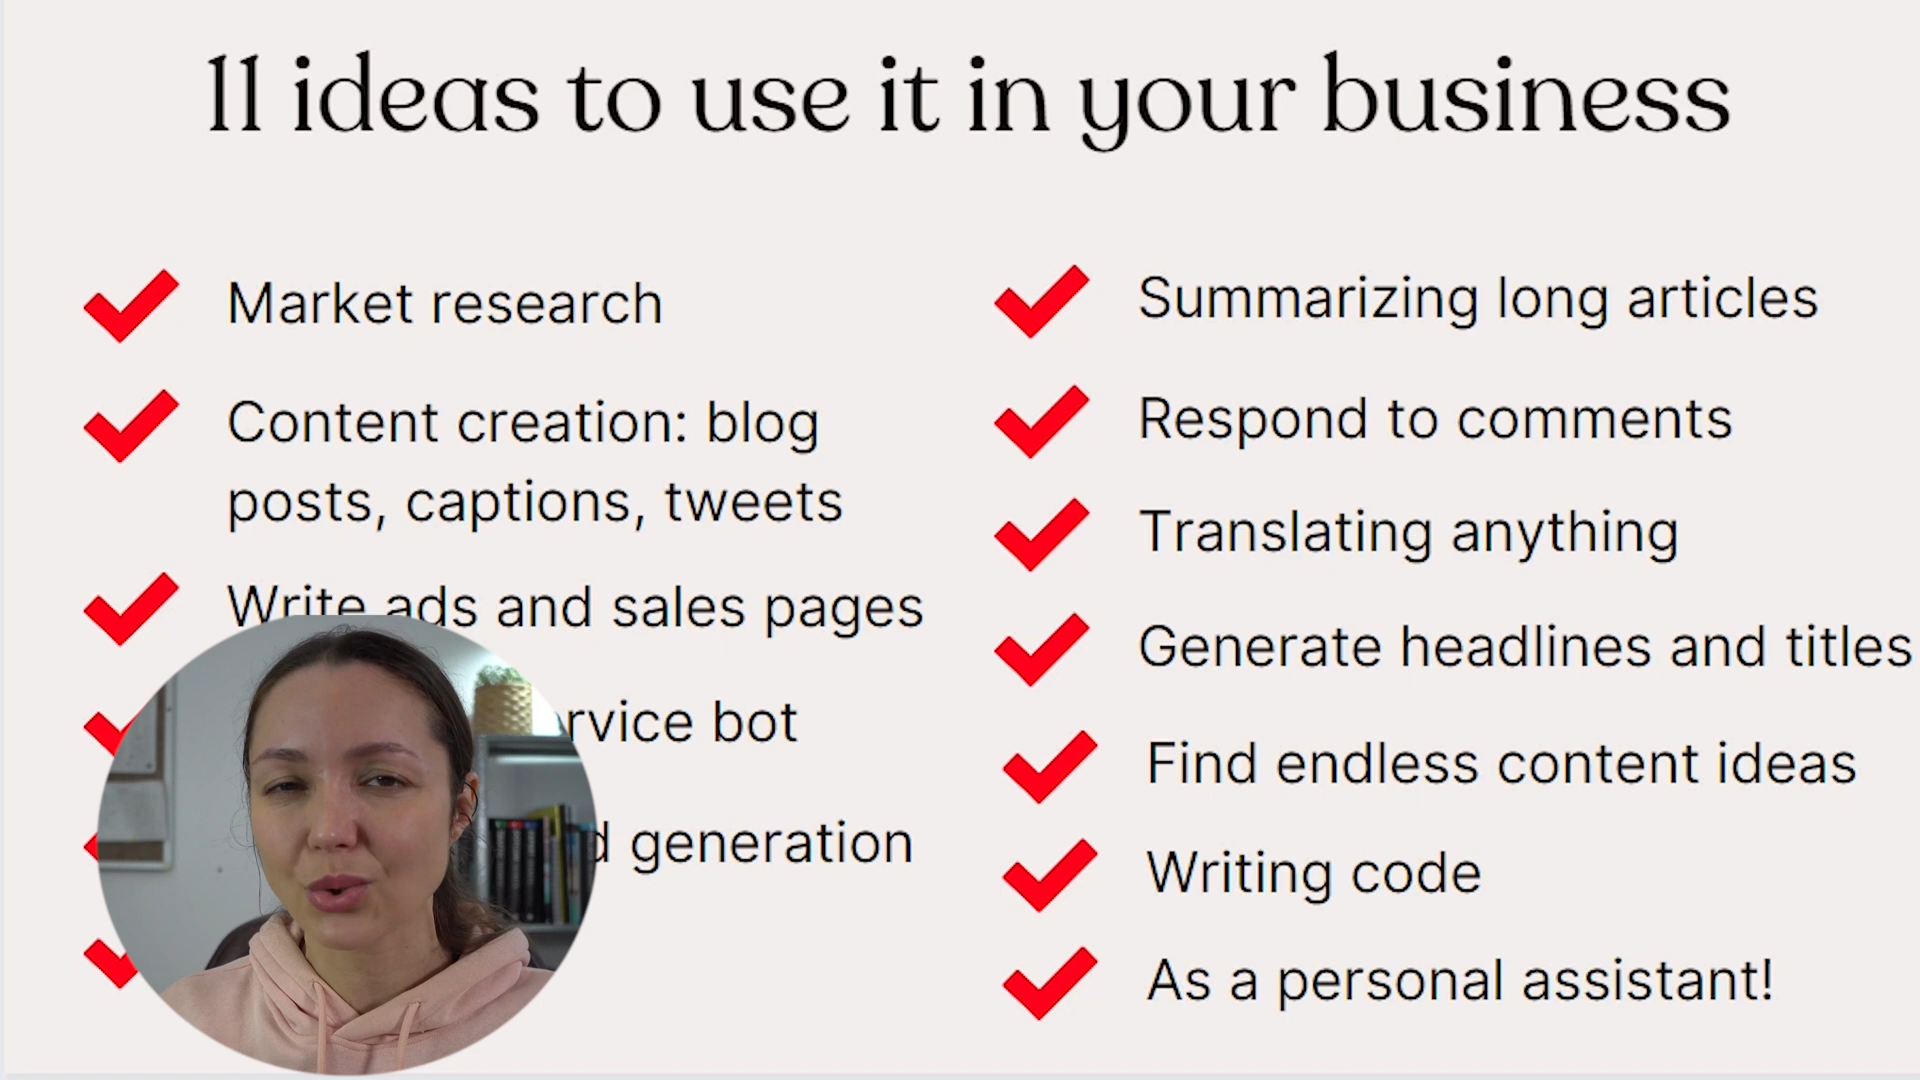 11 ideas to use it in your business
Market research
Content creation: blog
posts, captions, tweets
Write ads and sales pages
bot
generation
Summarizing long articles
Respond to comments
Translating anything
Generate headlines and titles
Find endless content ideas
Writing code
As a personal assistant!